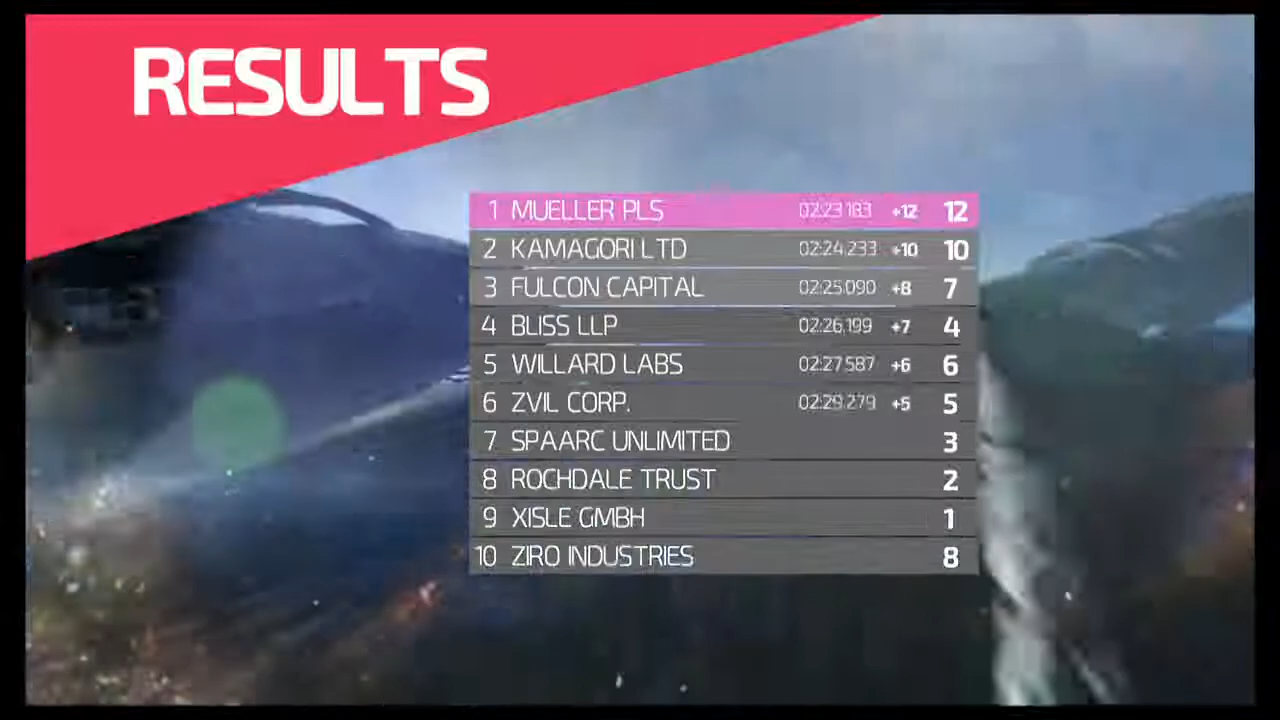 RESULTS
1 MUELLER PLS 02:23.183 +12 12
2 KAMAGORI LTD 02:24.233 +10 10
3 FULCON CAPITAL 02:25.090 +8 7
4 BLISS LLP 02:26.199 +7 4
5 WILLARD LABS 02:27.587 +6 6
6 ZVIL CORP. 02:29.279 +5 5
7 SPAARC UNLIMITED 3
8 ROCHDALE TRUST 2
9 XISLE GMBH 1
10 ZIRO INDUSTRIES 8